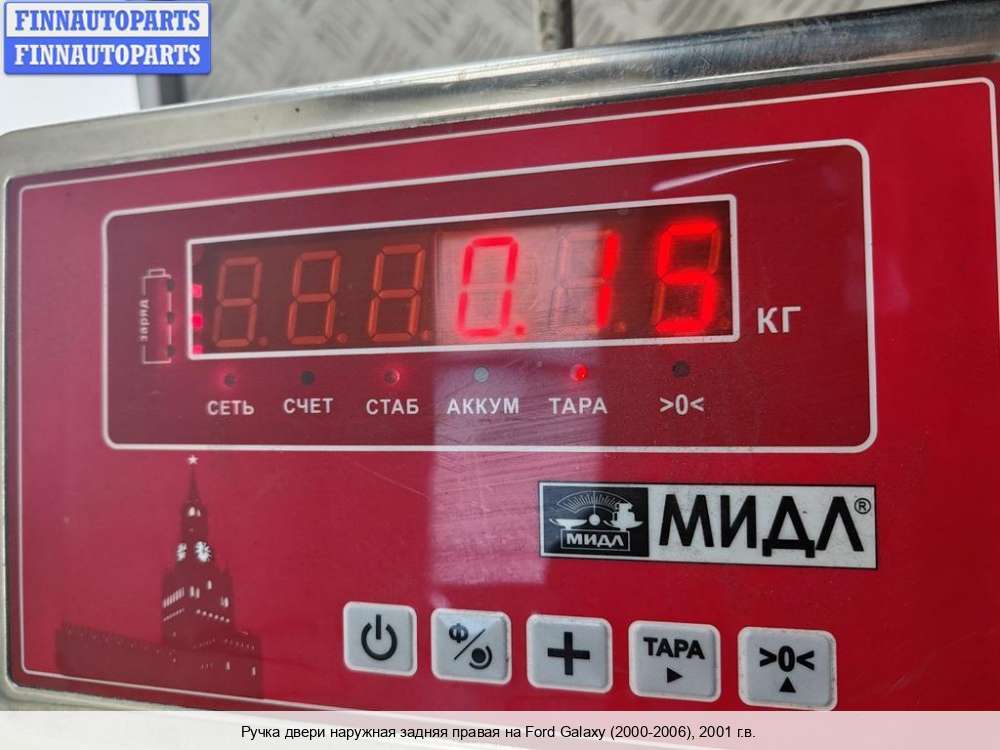 FINNAUTOPARTS
FINNAUTOPARTS
заряд
0.15
КГ
СЕТЬ СЧЕТ СТАБ АККУМ ТАРА >0<
МИДЛ МИДЛ®
Ф/
+ ТАРА >0<
Ручка двери наружная задняя правая на Ford Galaxy (2000-2006), 2001 г.в.